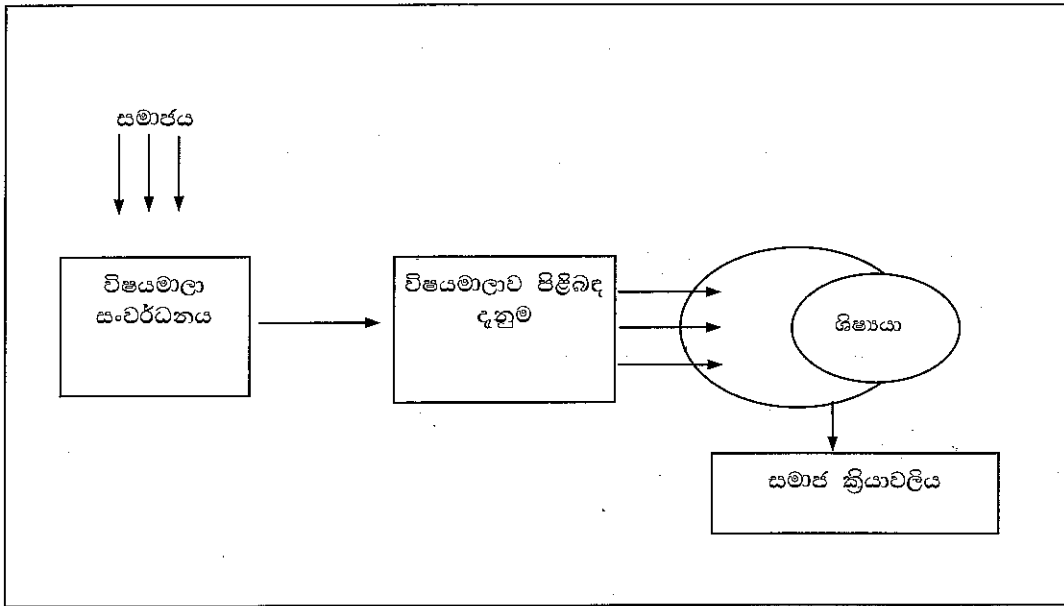 සමාජය
විෂයමාලා
සංවර්ධනය
විෂයමාලාව පිළිබඳ
දැනුම
ශිෂ්‍යයා
සමාජ ක්‍රියාවලිය